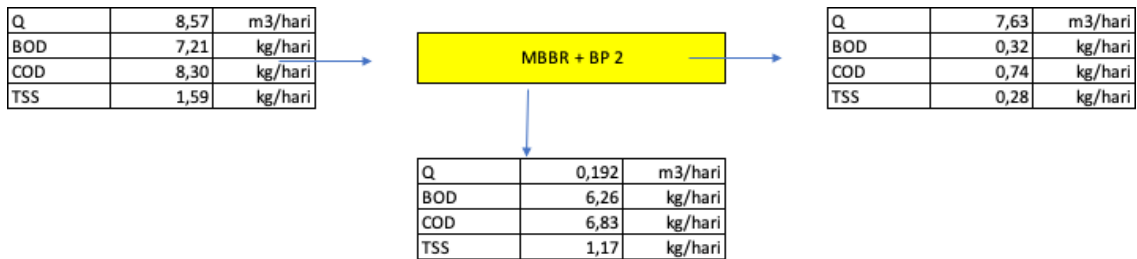 Q 8,57 m3/hari
BOD 7,21 kg/hari
COD 8,30 kg/hari
TSS 1,59 kg/hari
MBBR + BP 2
Q 7,63 m3/hari
BOD 0,32 kg/hari
COD 0,74 kg/hari
TSS 0,28 kg/hari
Q 0,192 m3/hari
BOD 6,26 kg/hari
COD 6,83 kg/hari
TSS 1,17 kg/hari